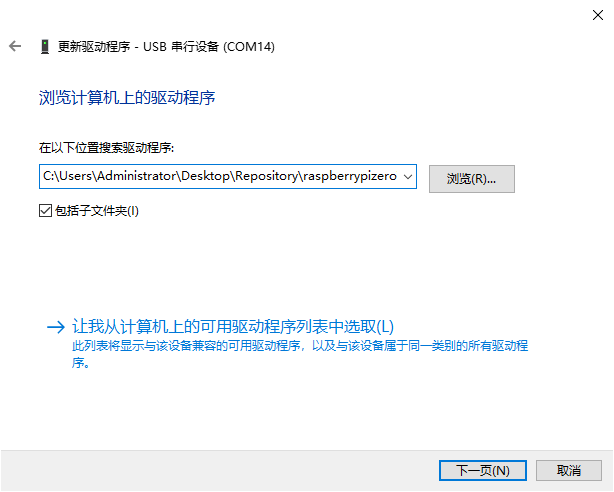 更新驱动程序 - USB 串行设备 (COM14)
浏览计算机上的驱动程序
在以下位置搜索驱动程序:
C:\Users\Administrator\Desktop\Repository\raspberrypizero
浏览(R)...
包括子文件夹(I)
让我从计算机上的可用驱动程序列表中选取(L)
此列表将显示与该设备兼容的可用驱动程序，以及与该设备属于同一类别的所有驱动程
序。
下一页(N)
取消